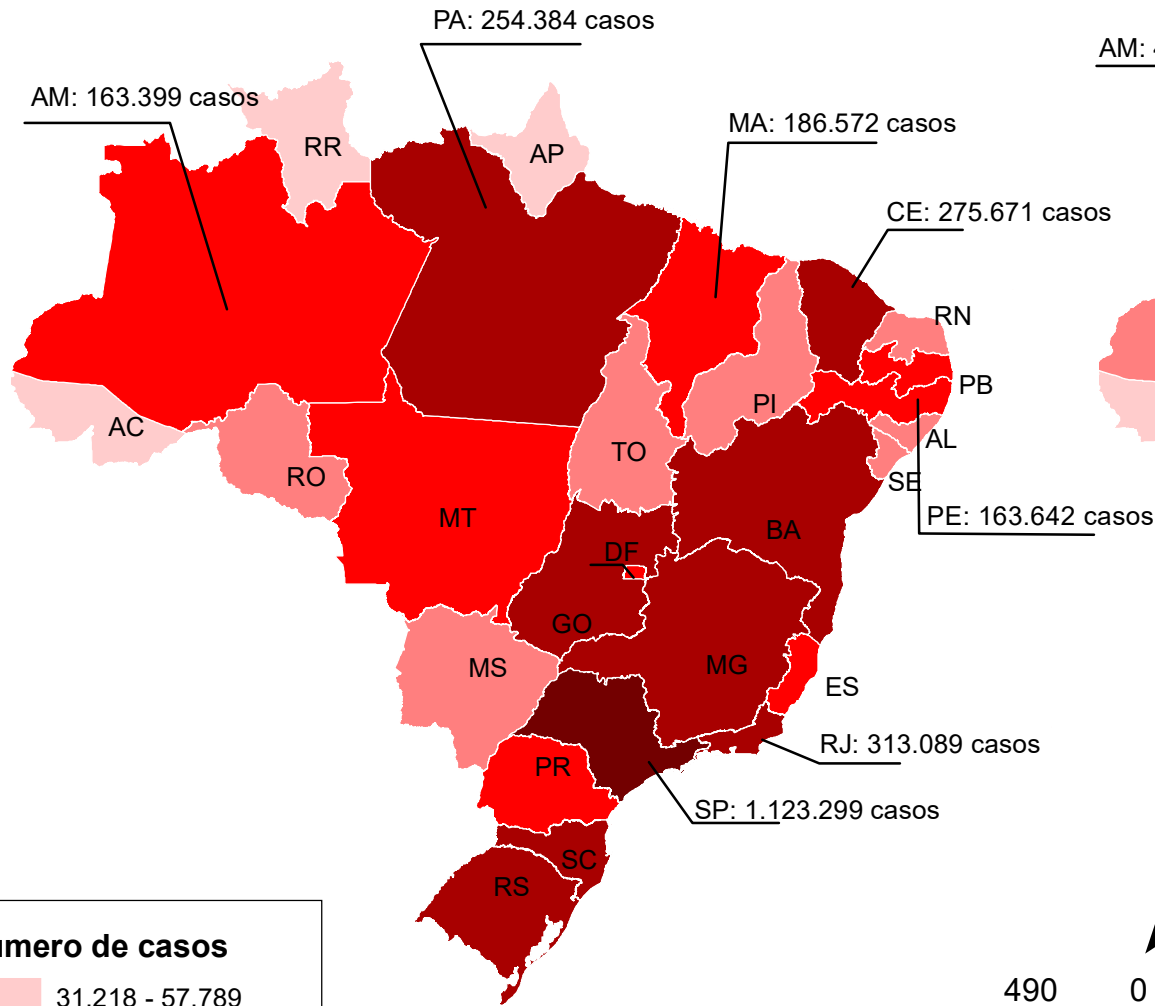 PA: 254.384 casos
AM: 4
AM: 163.399 casos
MA: 186.572 casos
RR
AP
CE: 275.671 casos
RN
PB
PI
AC
AL
TO
RO
SE
MT
PE: 163.642 casos
BA
DF
GO
MG
MS
ES
RJ: 313.089 casos
PR
SP: 1.123.299 casos
SC
RS
úmero de casos
31.218 - 57.789
490 0